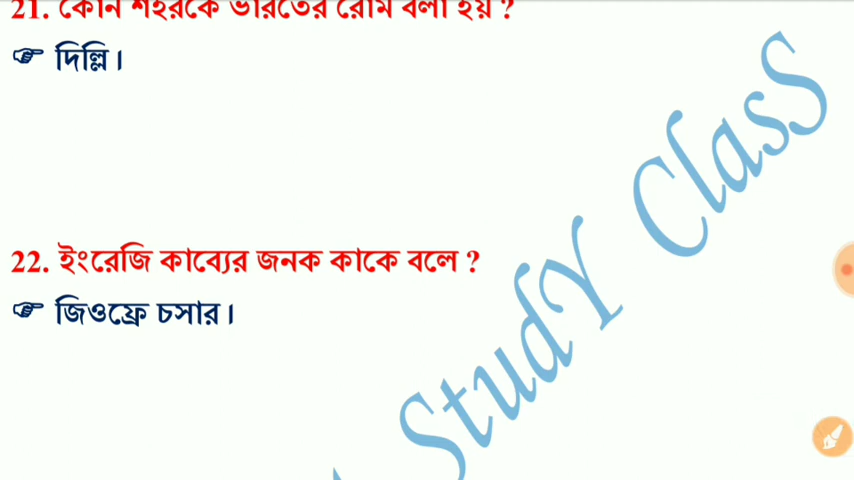 21. কোন শহরকে ভারতের রোম বলা হয় ?
☞ দিল্লি।
22. ইংরেজি কাব্যের জনক কাকে বলে ?
☞ জিওফ্রে চসার।
StudY ClasS